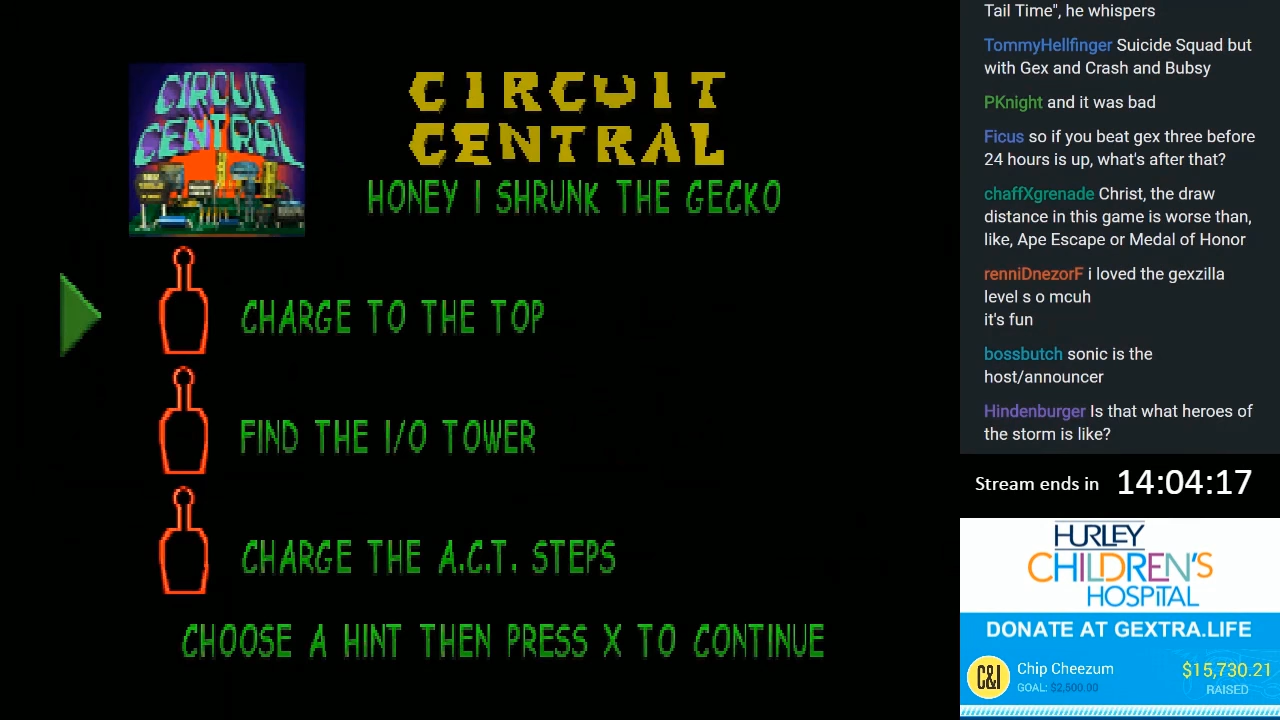 CIRCUIT
CENTRAL
CIRCUIT
CENTRAL
HONEY I SHRUNK THE GECKO
CHARGE TO THE TOP
FIND THE I/O TOWER
CHARGE THE A.C.T. STEPS
CHOOSE A HINT THEN PRESS X TO CONTINUE
Tail Time", he whispers
TommyHellfinger Suicide Squad but
with Gex and Crash and Bubsy
PKnight and it was bad
Ficus so if you beat gex three before
24 hours is up, what's after that?
chaffXgrenade Christ, the draw
distance in this game is worse than,
like, Ape Escape or Medal of Honor
renniDnezorF i loved the gexzilla
level s o mcuh
it's fun
bossbutch sonic is the
host/announcer
Hindenburger Is that what heroes of
the storm is like?
Stream ends in 14:04:17
HURLEY
CHILDREN'S
HOSPITAL
DONATE AT GEXTRA.LIFE
C&I
Chip Cheezum
GOAL: $2,500.00
$15,730.21
RAISED